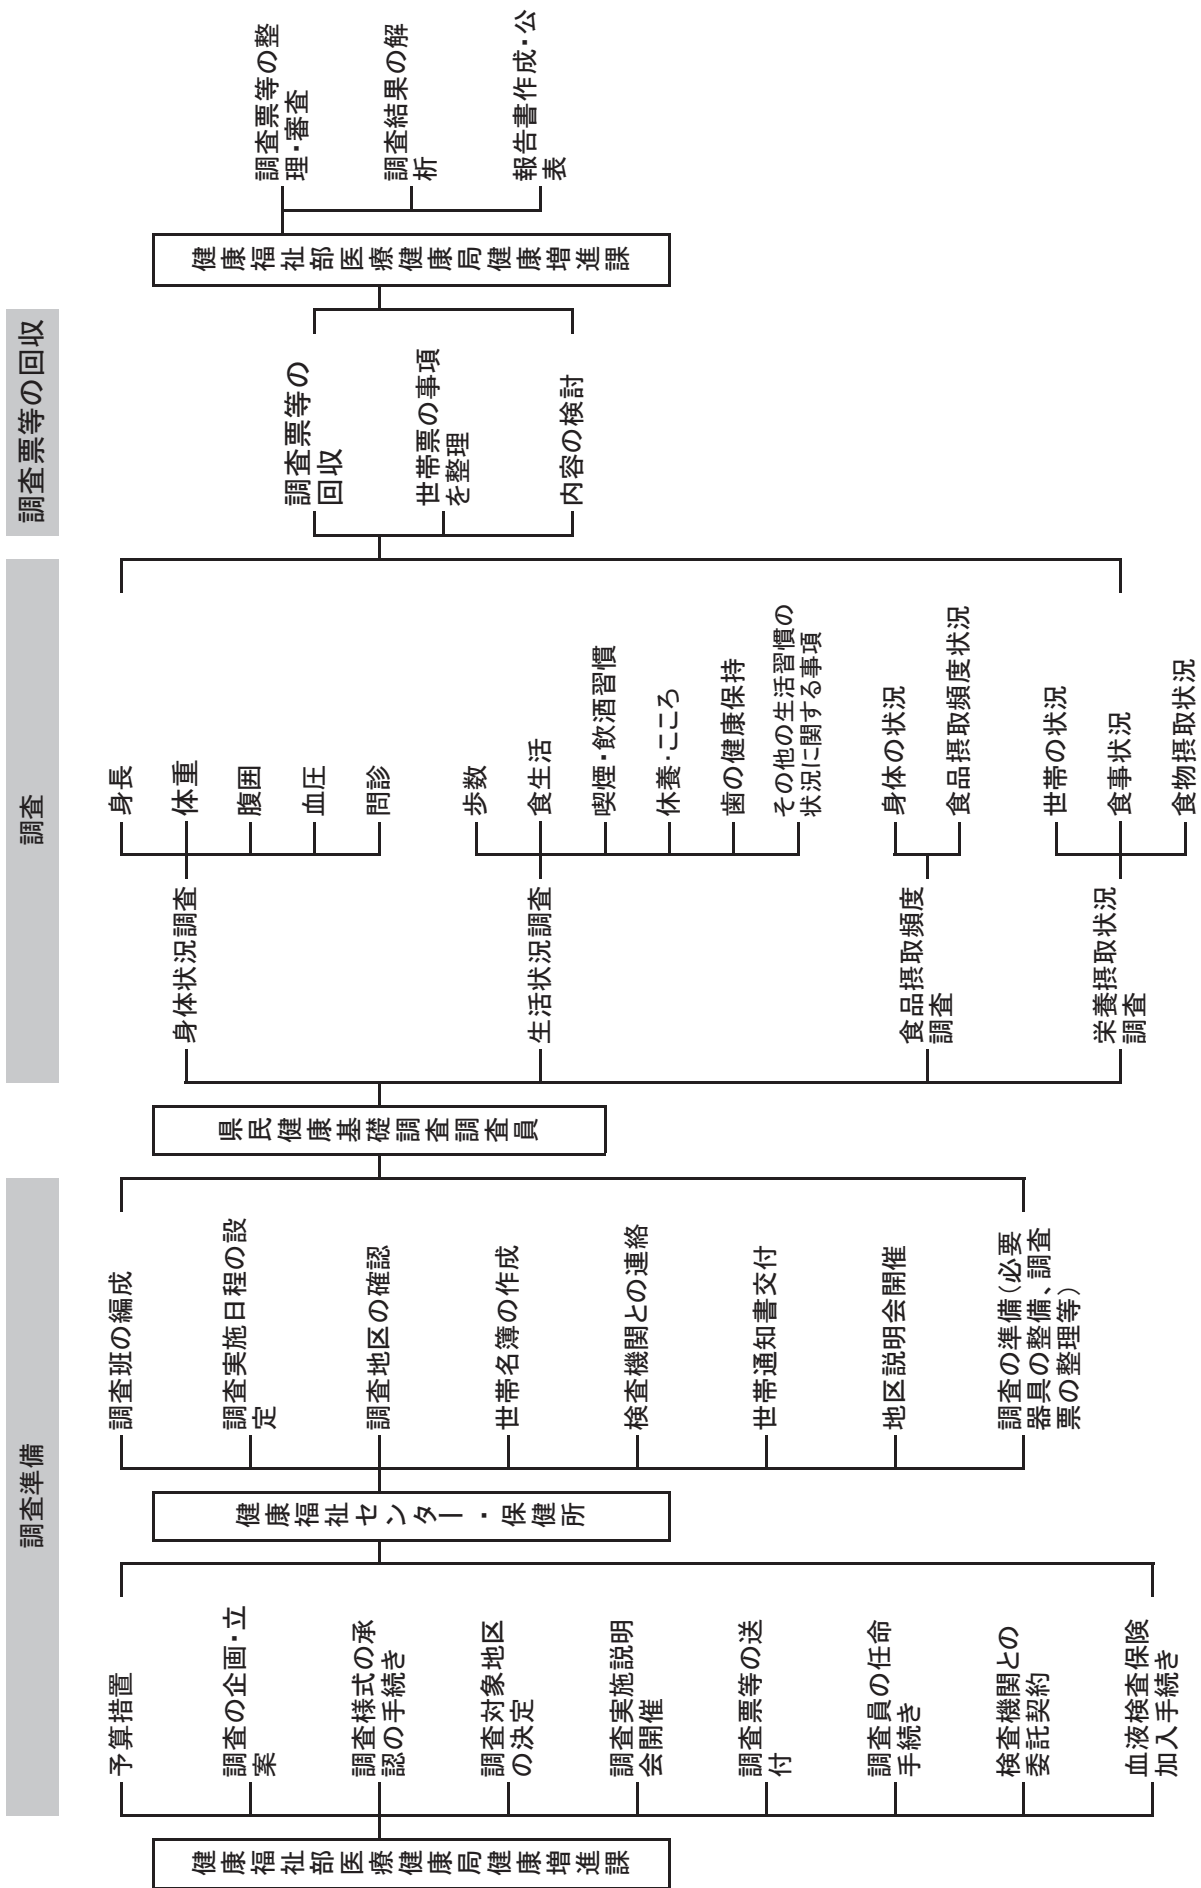 調査準備
健康福祉部医療健康局健康増進課
予算措置
調査の企画・立
案
調査様式の承
認の手続き
調査対象地区
の決定
調査実施説明
会開催
調査票等の送
付
調査員の任命
手続き
検査機関との
委託契約
血液検査保険
加入手続き
健康福祉センター・保健所
調査班の編成
調査実施日程の設
定
調査地区の確認
世帯名簿の作成
検査機関との連絡
世帯通知書交付
地区説明会開催
調査の準備(必要
器具の整備、調査
票の整理等)
調査
県民健康基礎調査調査員
身体状況調査
身長
体重
腹囲
血圧
問診
生活状況調査
歩数
食生活
喫煙・飲酒習慣
休養・こころ
歯の健康保持
その他の生活習慣の
状況に関する事項
食品摂取頻度
調査
身体の状況
食品摂取頻度状況
栄養摂取状況
調査
世帯の状況
食事状況
食物摂取状況
調査票等の回収
調査票等の
回収
世帯票の事項
を整理
内容の検討
健康福祉部医療健康局健康増進課
調査票等の整
理・審査
調査結果の解
析
報告書作成・公
表